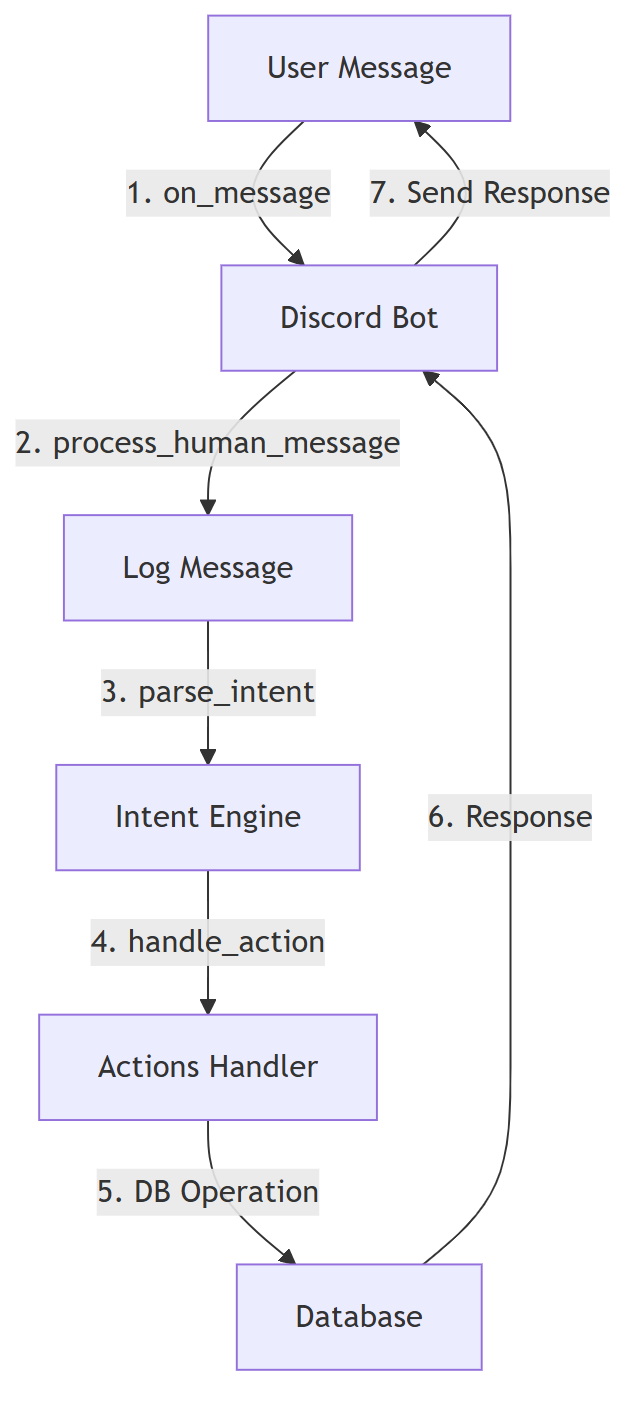 User Message
1. on_message
7. Send Response
Discord Bot
2. process_human_message
Log Message
3. parse_intent
Intent Engine
6. Response
4. handle_action
Actions Handler
5. DB Operation
Database